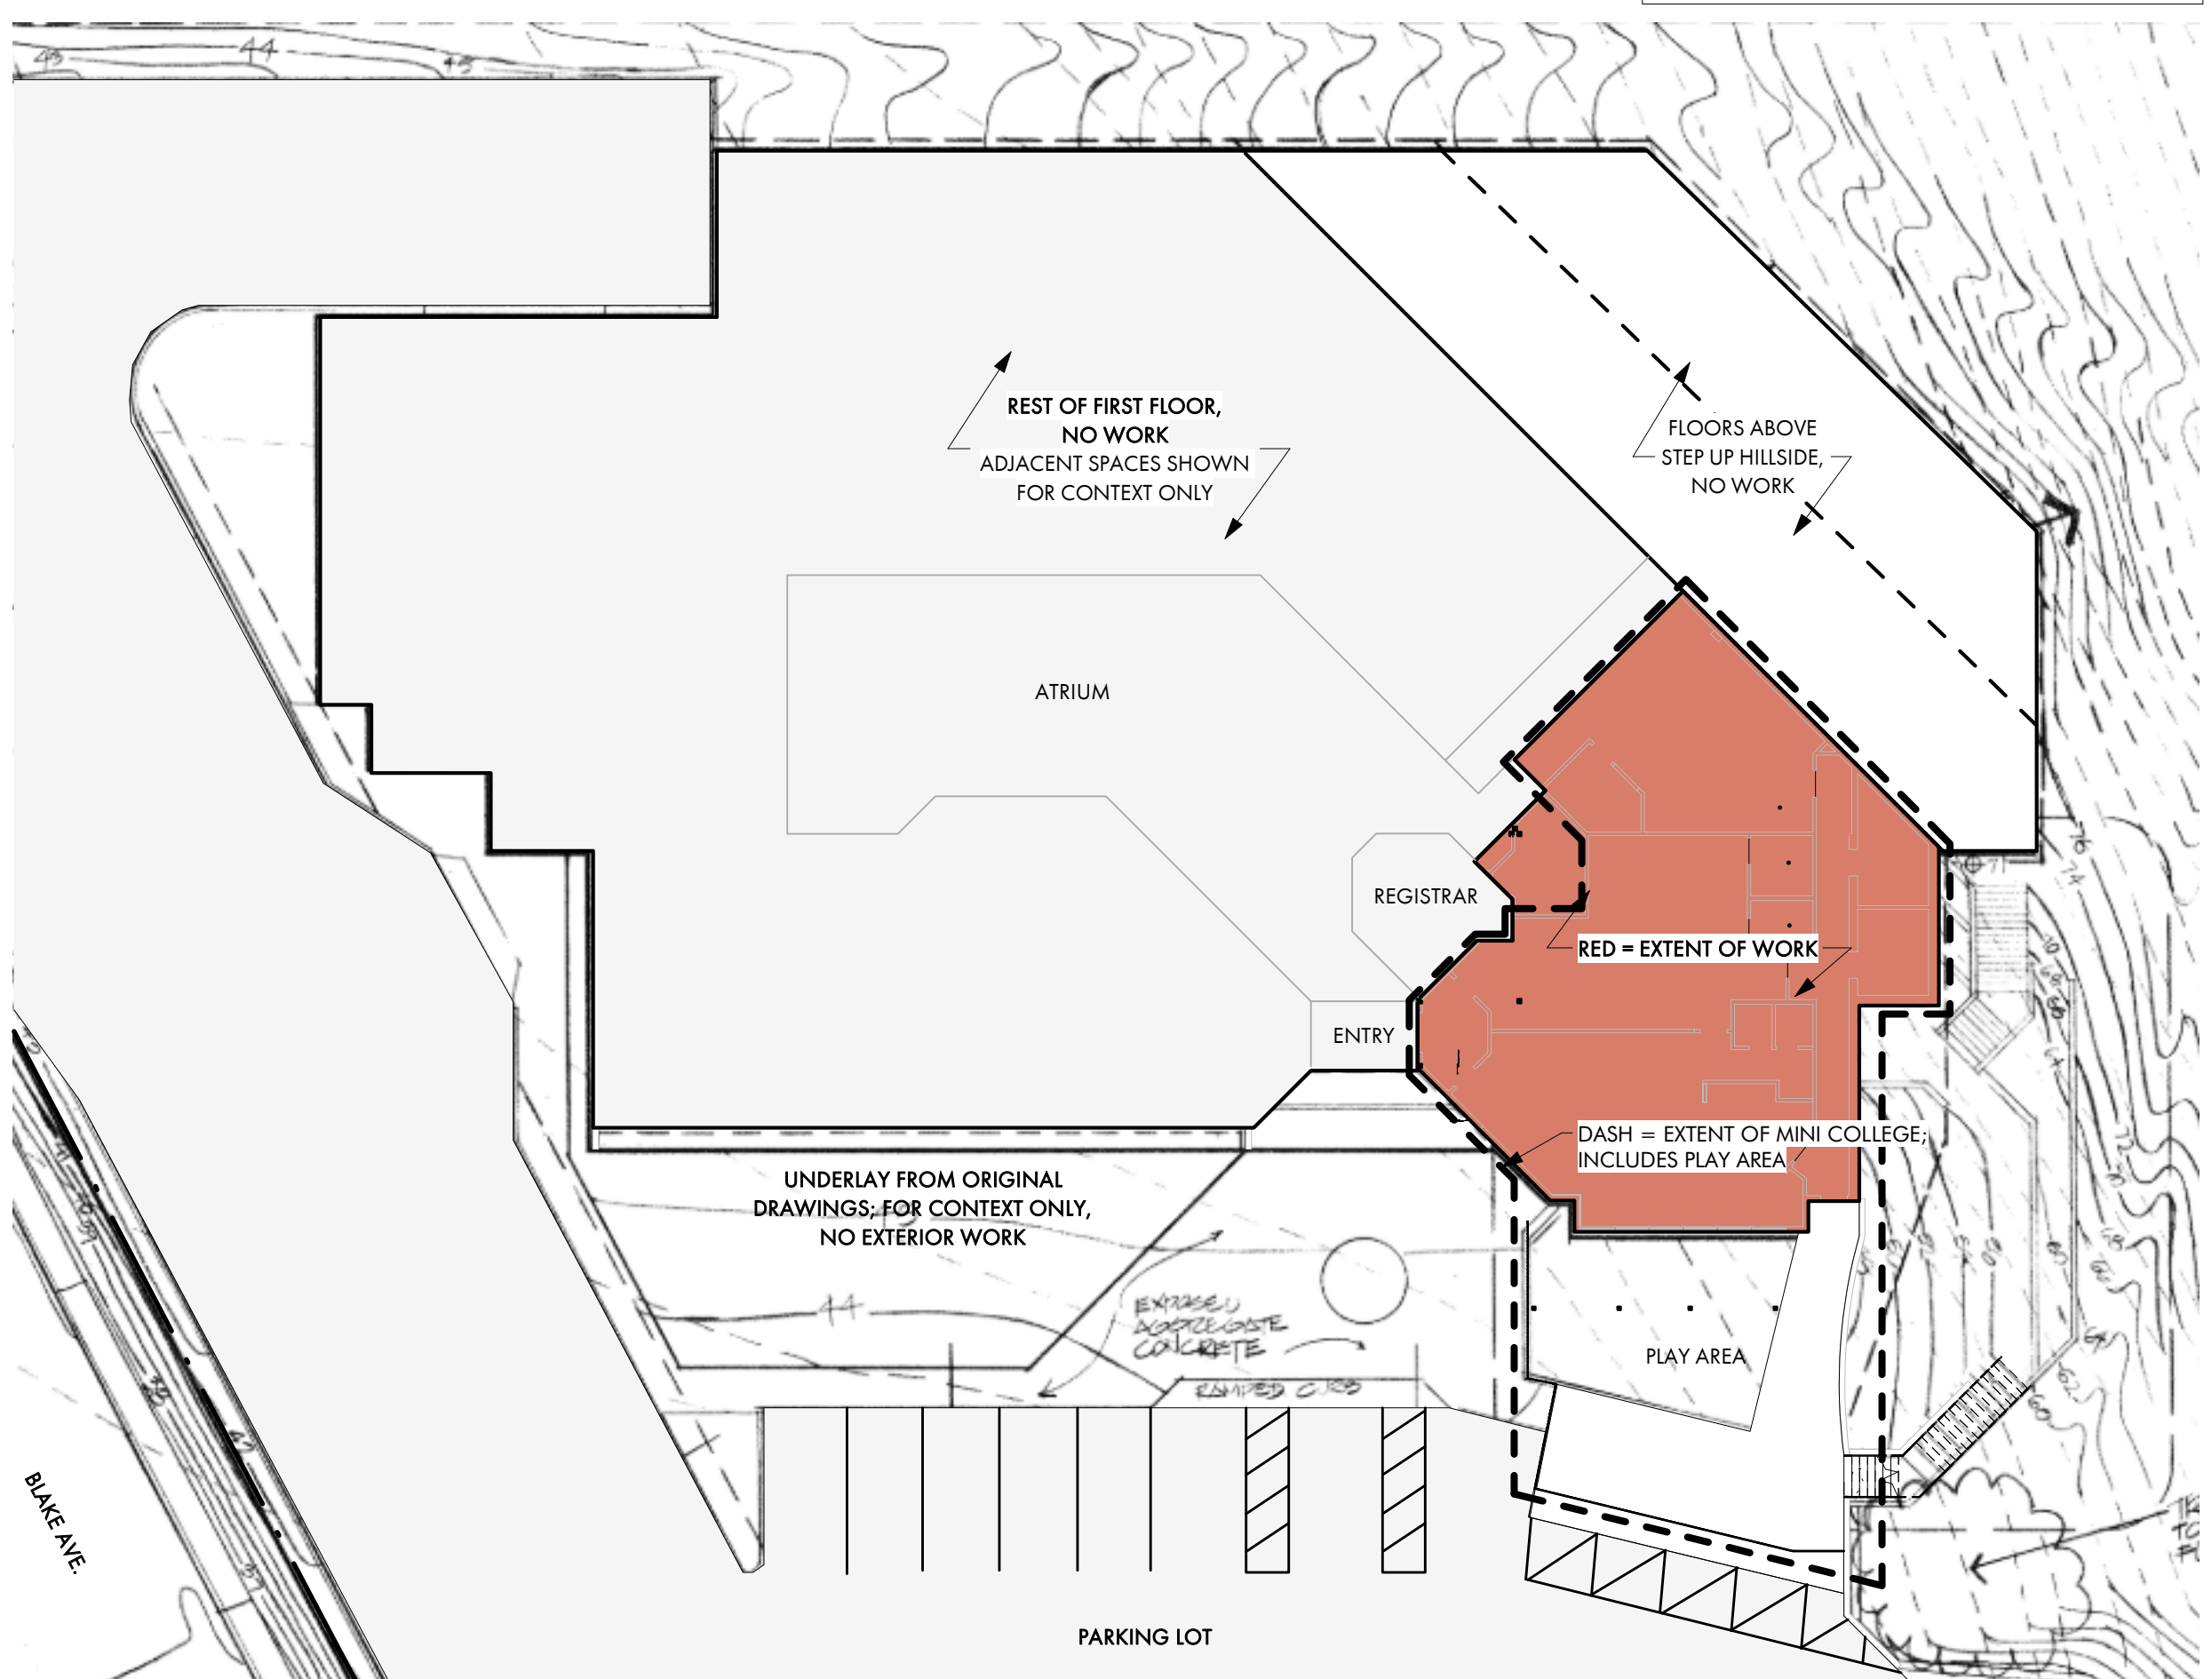 44
REST OF FIRST FLOOR,
NO WORK
ADJACENT SPACES SHOWN
FOR CONTEXT ONLY
FLOORS ABOVE
STEP UP HILLSIDE,
NO WORK
ATRIUM
REGISTRAR
RED = EXTENT OF WORK
ENTRY
DASH = EXTENT OF MINI COLLEGE;
INCLUDES PLAY AREA
UNDERLAY FROM ORIGINAL
DRAWINGS; FOR CONTEXT ONLY,
NO EXTERIOR WORK
44
EXPOSED
AGGREGATE
CONCRETE
RAMPED CURB
PLAY AREA
BLAKE AVE.
PARKING LOT